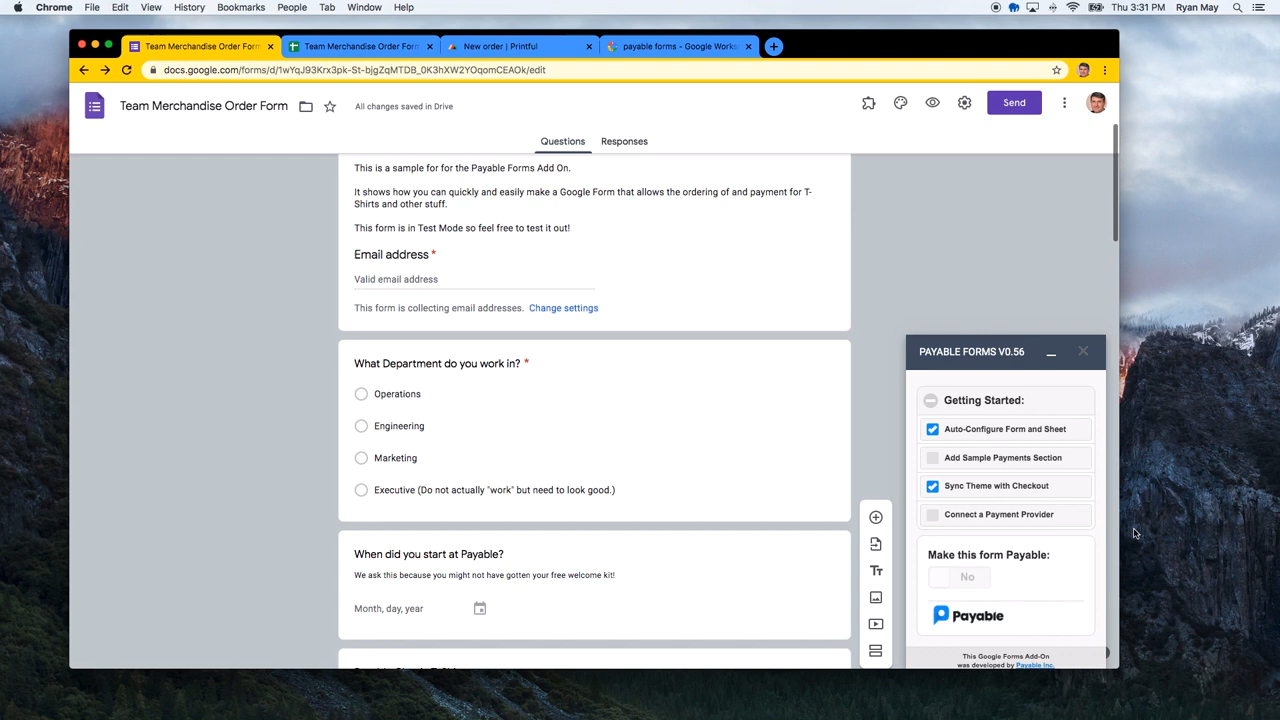 Chrome File Edit View History Bookmarks People Tab Window Help Thu 3:31 PM Ryan May
Team Merchandise Order Form Team Merchandise Order Form New order | Printful payable forms - Google Works
docs.google.com/forms/d/1wYqJ93Krx3pk-St-bjgZqMTDB_0K3hXW2YOqomCEAOk/edit
Team Merchandise Order Form All changes saved in Drive Send
Questions Responses
This is a sample for for the Payable Forms Add On.
It shows how you can quickly and easily make a Google Form that allows the ordering of and payment for T-
Shirts and other stuff.
This form is in Test Mode so feel free to test it out!
Email address *
Valid email address
This form is collecting email addresses. Change settings
What Department do you work in? *
Operations
Engineering
Marketing
Executive (Do not actually "work" but need to look good.)
When did you start at Payable?
We ask this because you might not have gotten your free welcome kit!
Month, day, year
Tт
PAYABLE FORMS V0.56
Getting Started:
Auto-Configure Form and Sheet
Add Sample Payments Section
Sync Theme with Checkout
Connect a Payment Provider
Make this form Payable:
No
Payable
This Google Forms Add-On
was developed by Payable Inc.